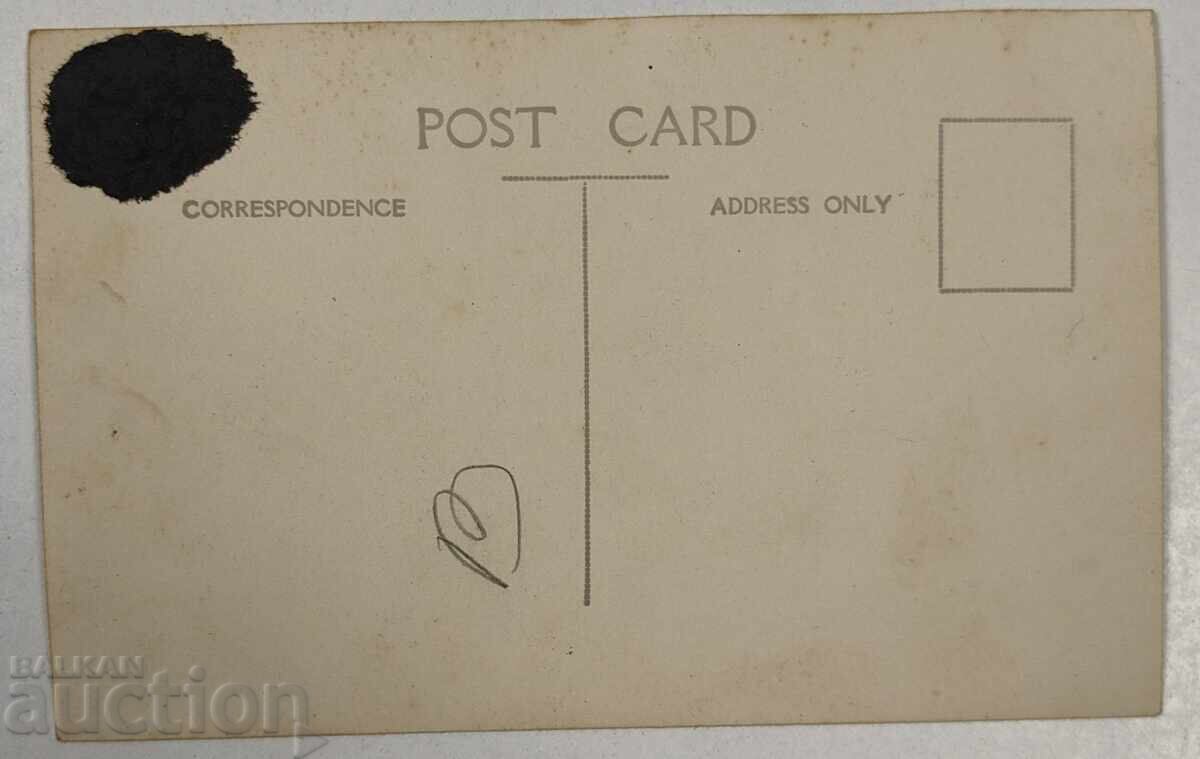 POST CARD
CORRESPONDENCE
ADDRESS ONLY
BALKAN
auction